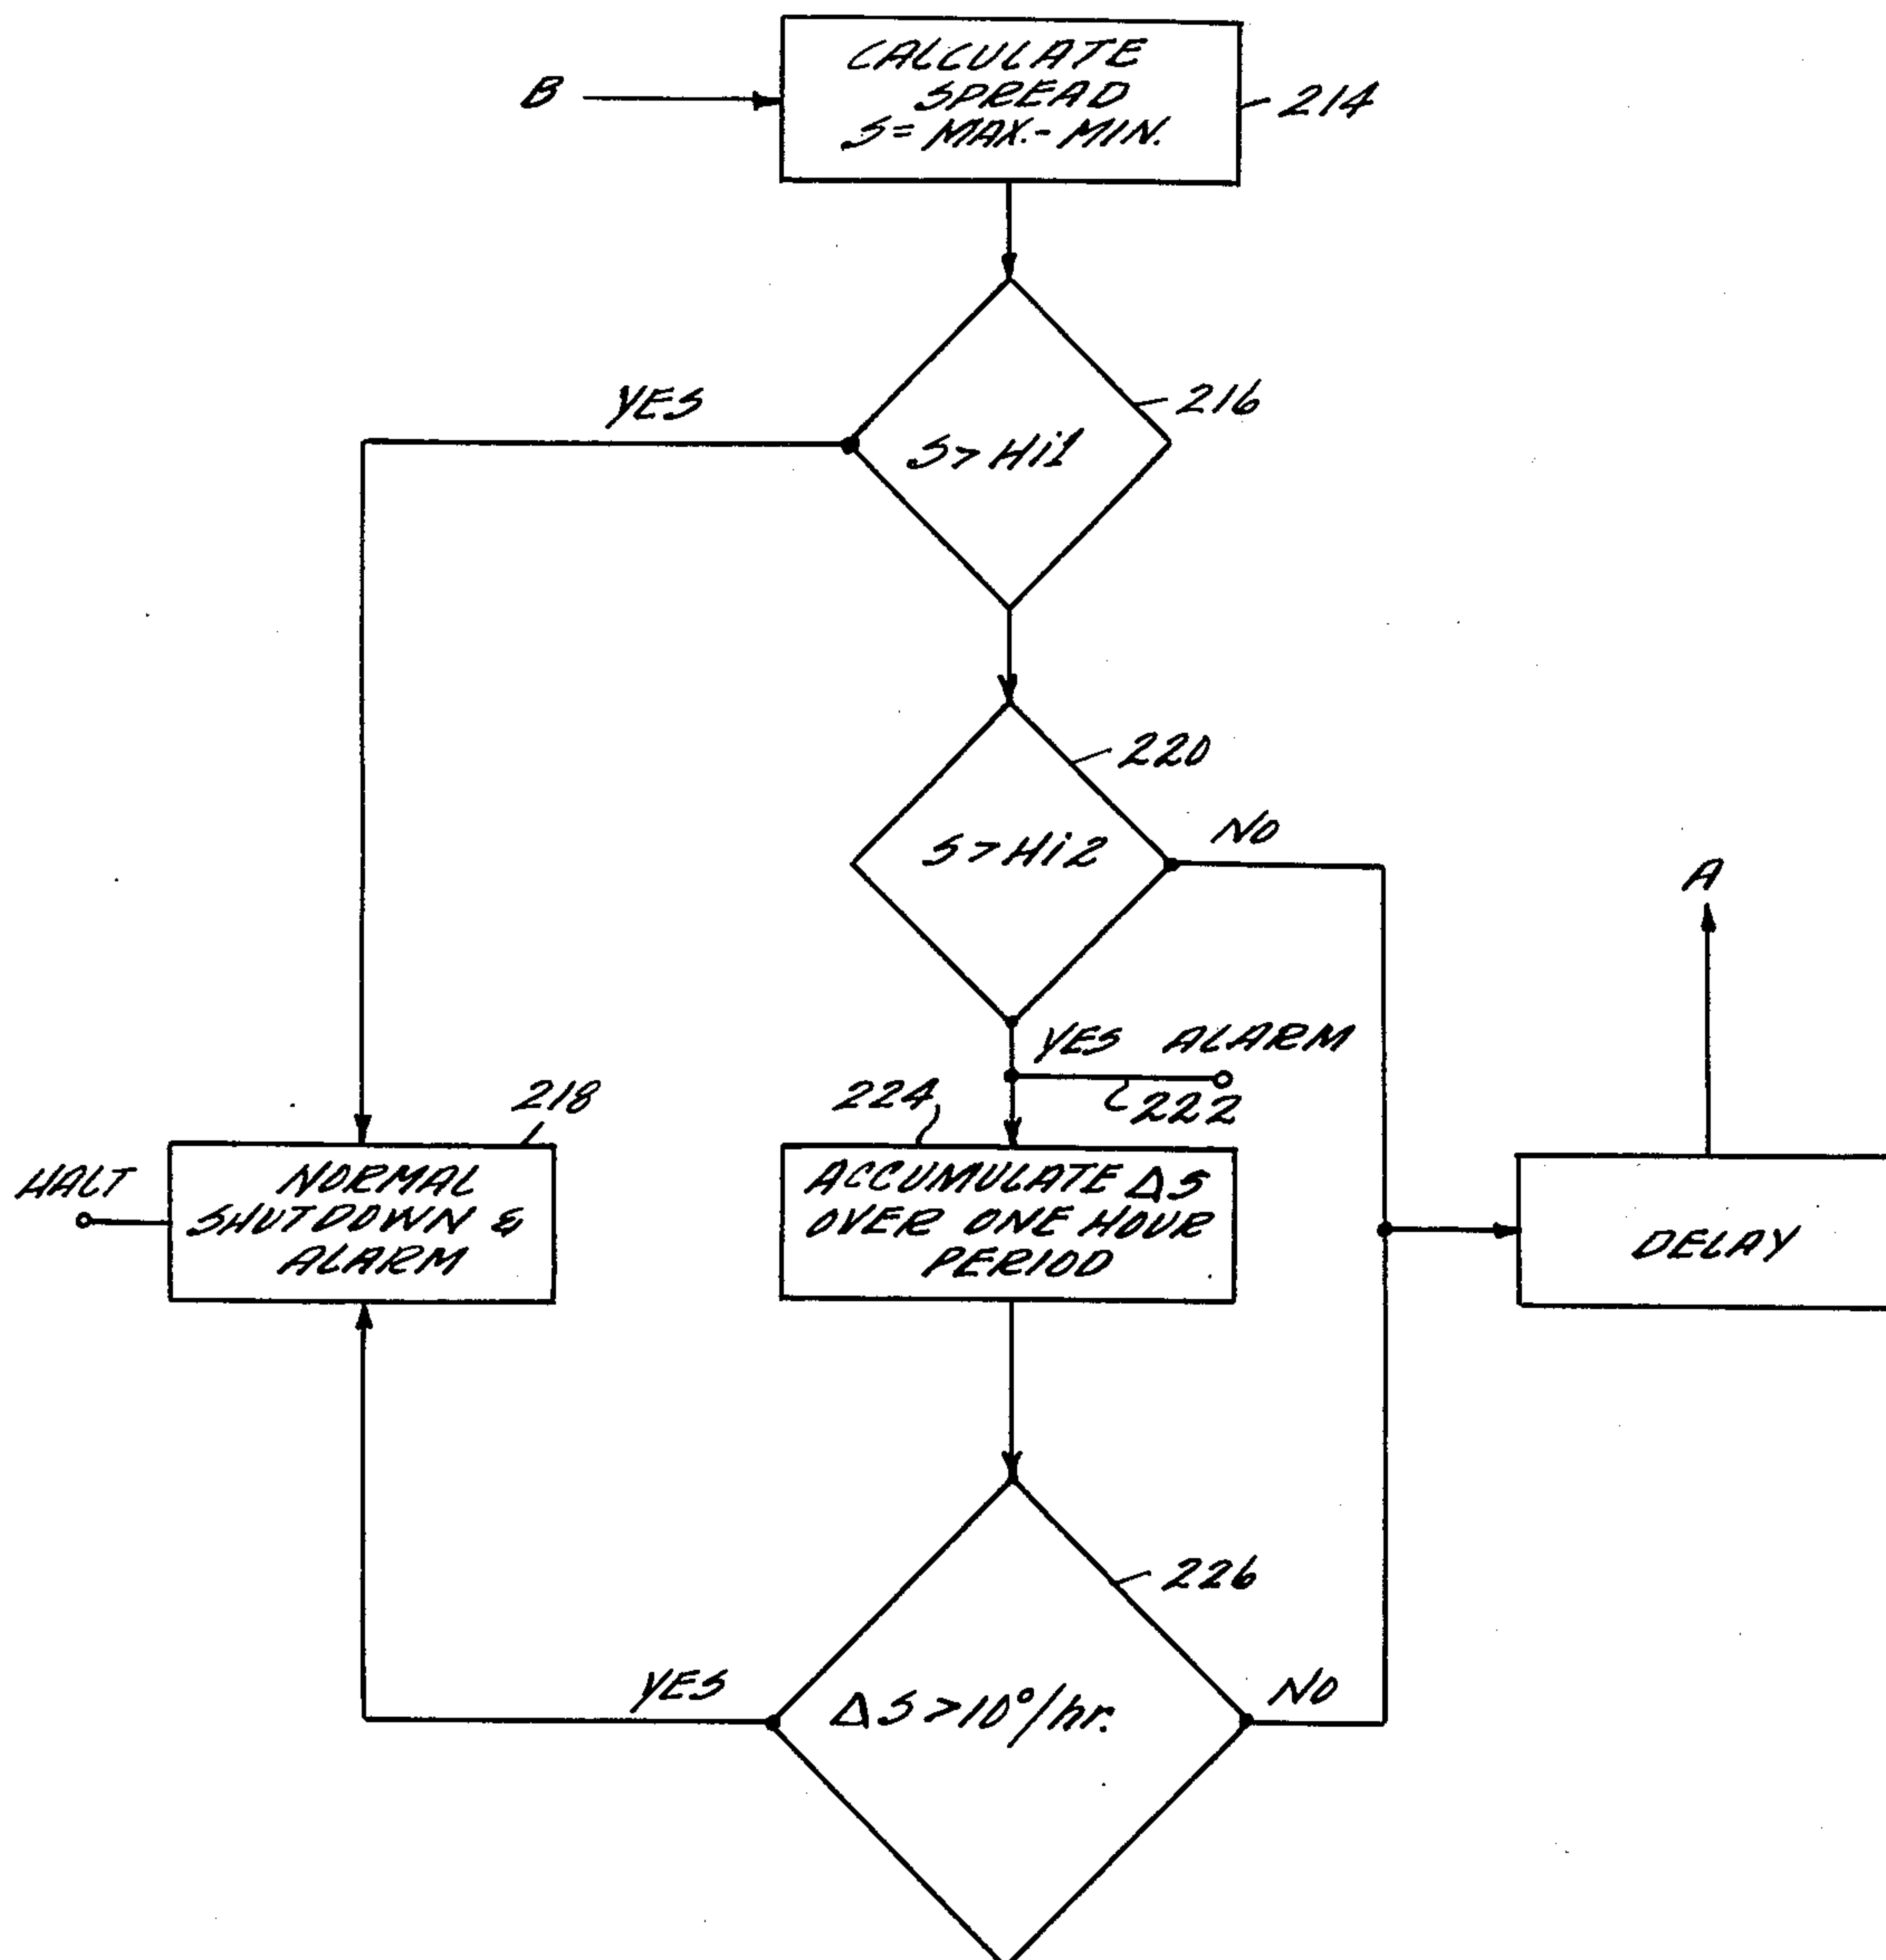 CALCULATE
SPREAD
S = MAX. - MIN.
B
214
YES
216
S > Hi1
220
S > Hi2
NO
A
YES ALARM
222
218
224
HALT
NORMAL
SHUTDOWN &
ALARM
ACCUMULATE ΔS
OVER ONE HOUR
PERIOD
DELAY
226
YES
ΔS > 10°/hr.
NO